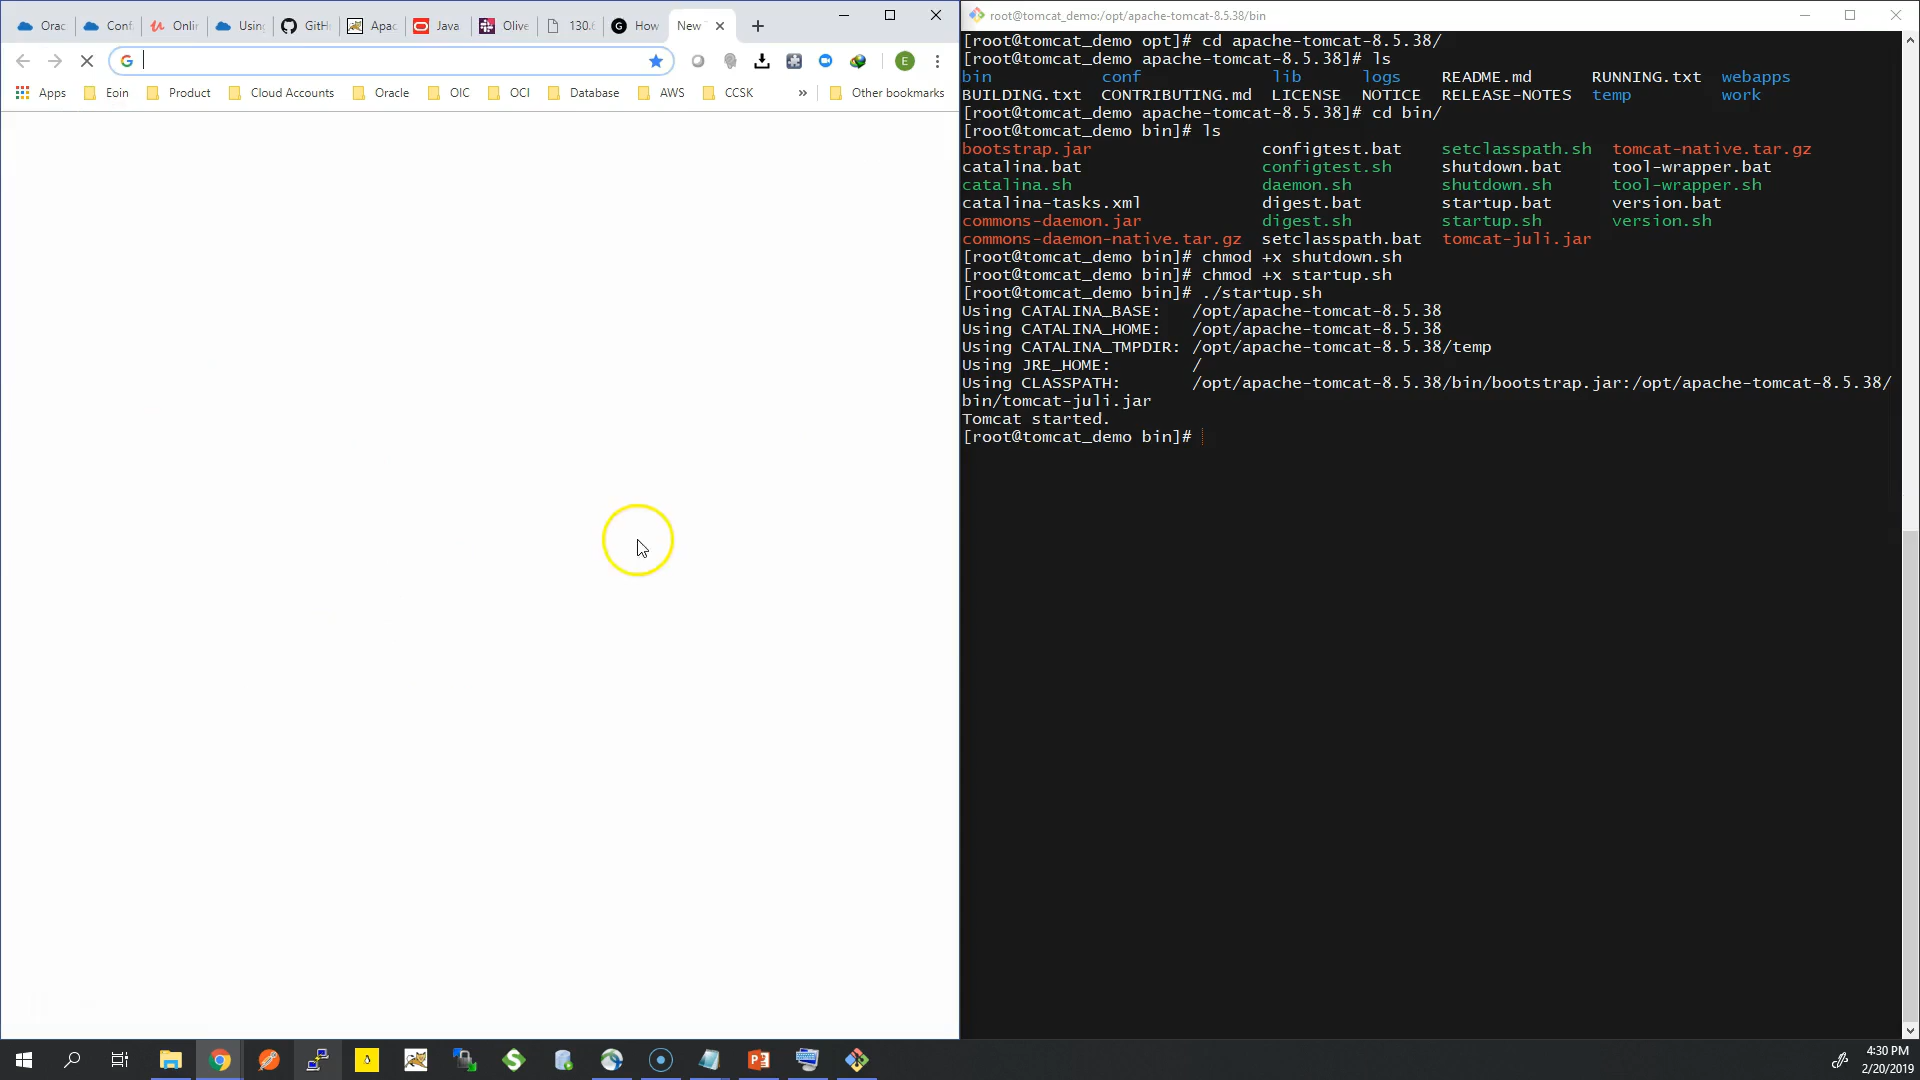 Orac
Conf
Onlin
Using
GitH
Apac
Java
Olive
130.6
How
New
Apps
Eoin
Product
Cloud Accounts
Oracle
OIC
OCI
Database
AWS
CCSK
»
Other bookmarks
E
root@tomcat_demo:/opt/apache-tomcat-8.5.38/bin
[root@tomcat_demo opt]# cd apache-tomcat-8.5.38/
[root@tomcat_demo apache-tomcat-8.5.38]# ls
bin conf lib logs README.md RUNNING.txt webapps
BUILDING.txt CONTRIBUTING.md LICENSE NOTICE RELEASE-NOTES temp work
[root@tomcat_demo apache-tomcat-8.5.38]# cd bin/
[root@tomcat_demo bin]# ls
bootstrap.jar configtest.bat setclasspath.sh tomcat-native.tar.gz
catalina.bat configtest.sh shutdown.bat tool-wrapper.bat
catalina.sh daemon.sh shutdown.sh tool-wrapper.sh
catalina-tasks.xml digest.bat startup.bat version.bat
commons-daemon.jar digest.sh startup.sh version.sh
commons-daemon-native.tar.gz setclasspath.bat tomcat-juli.jar
[root@tomcat_demo bin]# chmod +x shutdown.sh
[root@tomcat_demo bin]# chmod +x startup.sh
[root@tomcat_demo bin]# ./startup.sh
Using CATALINA_BASE: /opt/apache-tomcat-8.5.38
Using CATALINA_HOME: /opt/apache-tomcat-8.5.38
Using CATALINA_TMPDIR: /opt/apache-tomcat-8.5.38/temp
Using JRE_HOME: /
Using CLASSPATH: /opt/apache-tomcat-8.5.38/bin/bootstrap.jar:/opt/apache-tomcat-8.5.38/
bin/tomcat-juli.jar
Tomcat started.
[root@tomcat_demo bin]#
4:30 PM
2/20/2019